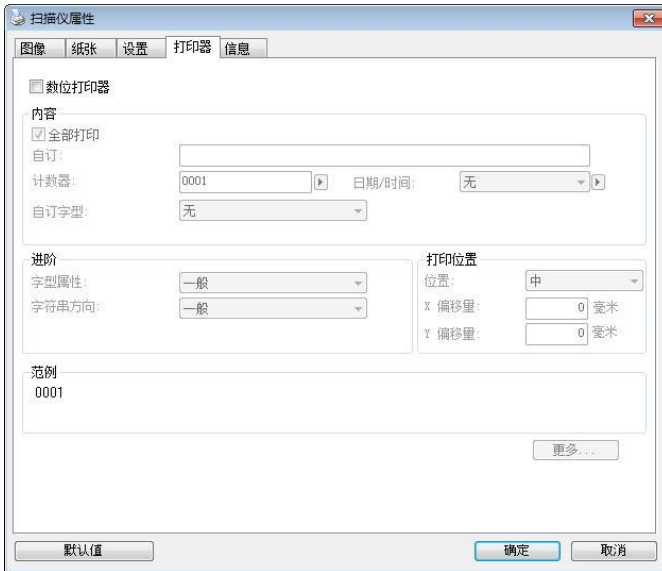 扫描仪属性
图像 纸张 设置 打印器 信息
数位打印器
内容
全部打印
自订:
计数器: 0001 日期/时间: 无
自订字型: 无
进阶
字型属性: 一般
字符串方向: 一般
打印位置
位置: 中
X 偏移量: 0 毫米
Y 偏移量: 0 毫米
范例
0001
更多...
默认值 确定 取消